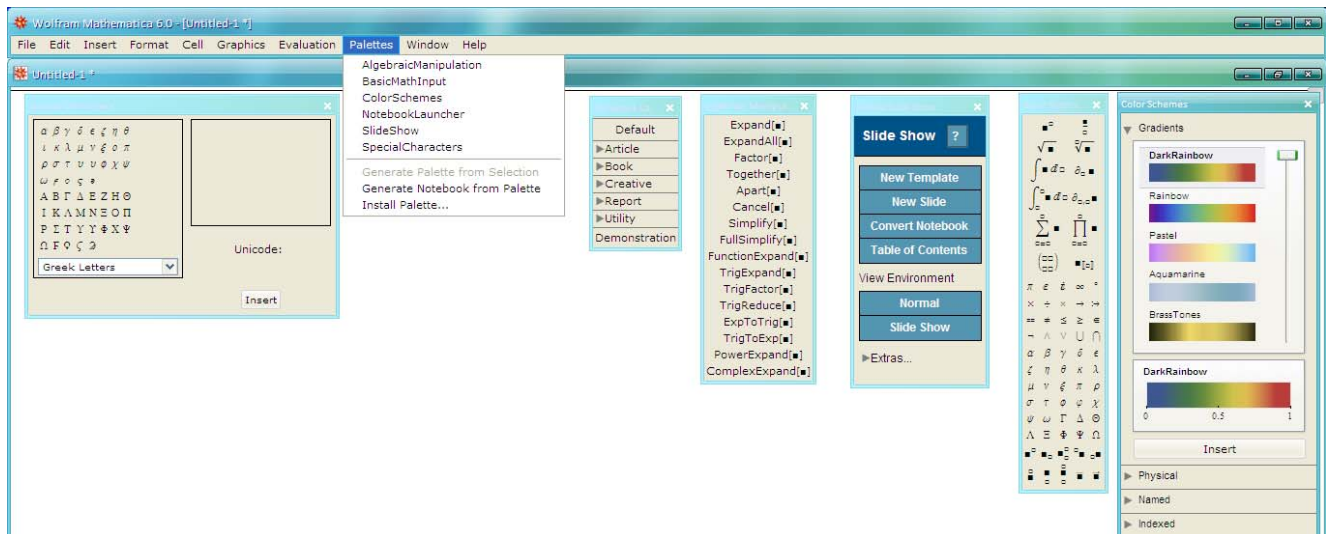 Wolfram Mathematica 6.0 - [Untitled-1 *]
File Edit Insert Format Cell Graphics Evaluation Palettes Window Help
Untitled-1 *
AlgebraicManipulation
BasicMathInput
ColorSchemes
NotebookLauncher
SlideShow
SpecialCharacters
Generate Palette from Selection
Generate Notebook from Palette
Install Palette...
α β γ δ ε ζ η θ
ι κ λ μ ν ξ ο π
ρ σ τ υ υ φ χ ψ
Α Β Γ Δ Ε Ζ Η Θ
Ι Κ Λ Μ Ν Ξ Ο Π
Ρ Σ Τ Υ ϒ Φ Χ Ψ
Greek Letters
Unicode:
Insert
Default
Article
Book
Creative
Report
Utility
Demonstration
Expand[■]
ExpandAll[■]
Factor[■]
Together[■]
Apart[■]
Cancel[■]
Simplify[■]
FullSimplify[■]
FunctionExpand[■]
TrigExpand[■]
TrigFactor[■]
TrigReduce[■]
ExpToTrig[■]
TrigToExp[■]
PowerExpand[■]
ComplexExpand[■]
Slide Show ?
New Template
New Slide
Convert Notebook
Table of Contents
View Environment
Normal
Slide Show
Extras...
√■ ∜■
∫■ⅆ□ ∂□ ■
∑ ■ ∏ ■
π ⅇ ⅈ ∞ °
× ÷ × → :→
== ≠ ≤ ≥ ∈
¬ ∧ ∨ ∪ ∩
α β γ δ ε
ζ η θ κ λ
μ ν ξ π ρ
σ τ φ φ χ
ψ ω Γ Δ Θ
Λ Ξ Φ Ψ Ω
Color Schemes
Gradients
DarkRainbow
Rainbow
Pastel
Aquamarine
BrassTones
DarkRainbow
0 0.5 1
Insert
Physical
Named
Indexed